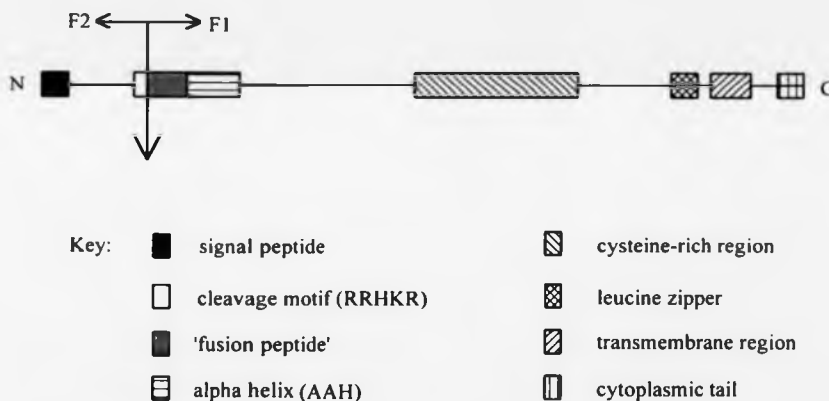 F2 F1
N C
Key:
signal peptide
cysteine-rich region
cleavage motif (RRHKR)
leucine zipper
'fusion peptide'
transmembrane region
alpha helix (AAH)
cytoplasmic tail